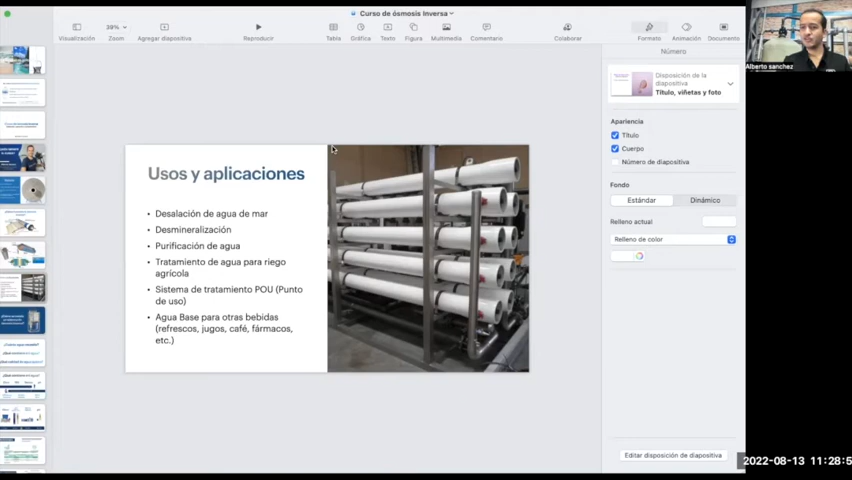 Curso de ósmosis Inversa
38%
Visualización
Zoom
Agregar diapositiva
Reproducir
Tabla
Gráfica
Texto
Figura
Multimedia
Comentario
Colaborar
Formato
Animación
Documento
Alberto sanchez
Número
Disposición de la
diapositiva
Título, viñetas y foto
Apariencia
Título
Cuerpo
Número de diapositiva
Fondo
Estándar
Dinámico
Relleno actual
Relleno de color
Editar disposición de diapositiva
Usos y aplicaciones
• Desalación de agua de mar
• Desmineralización
• Purificación de agua
• Tratamiento de agua para riego
agrícola
• Sistema de tratamiento POU (Punto
de uso)
• Agua Base para otras bebidas
(refrescos, jugos, café, fármacos,
etc.)
2022-08-13 11:28:5